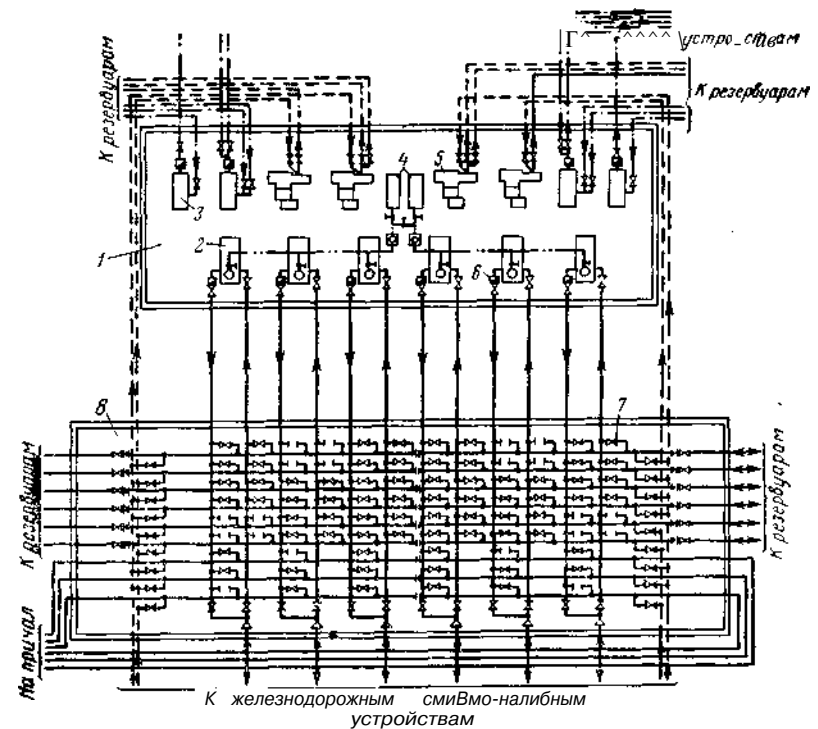 устро_ствам
К резервуарам
К резервуарам
4
5
3
2
1
6
8
7
К резервуарам
К резервуарам
На причал
К железнодорожным смиВмо-налибным
устройствам